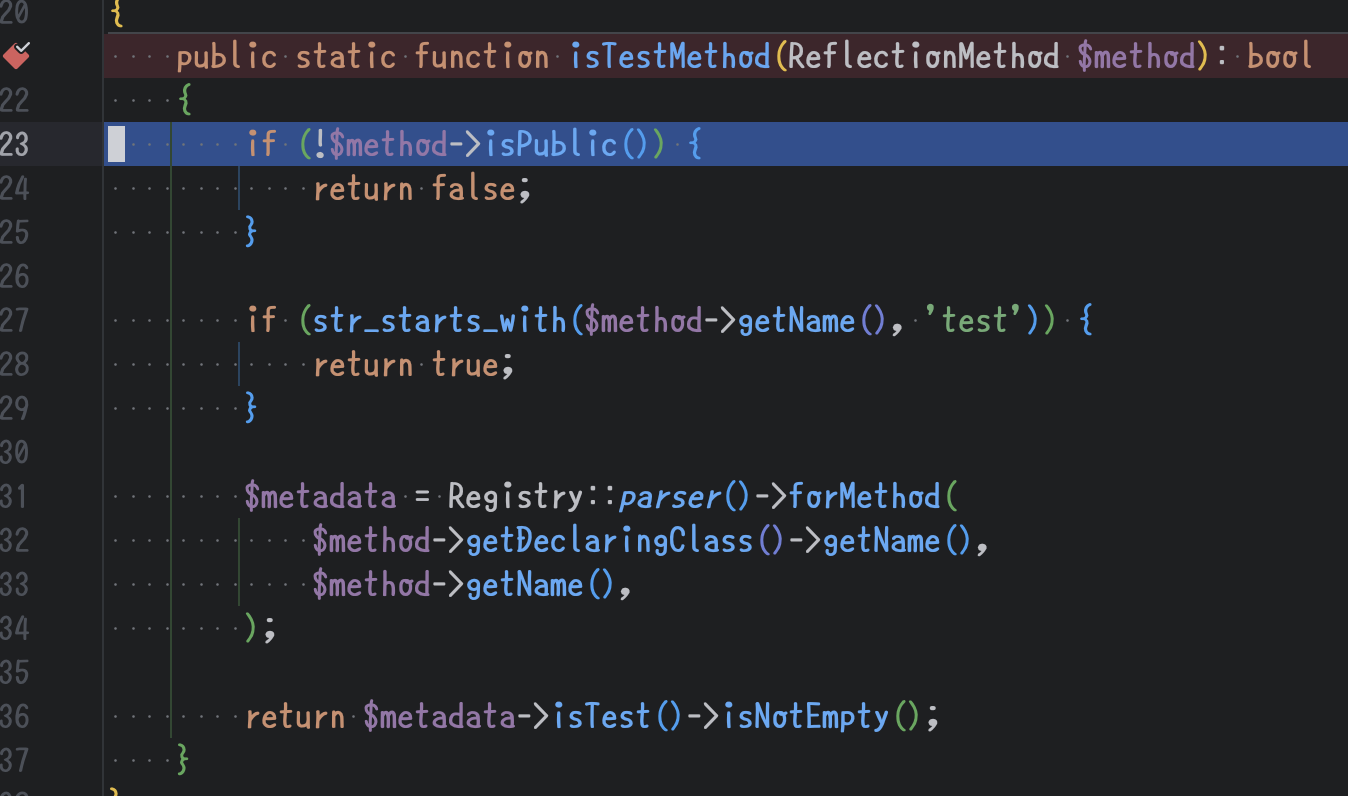 20 {
public static function isTestMethod(ReflectionMethod $method): bool
22 {
23 if (!$method->isPublic()) {
24 return false;
25 }
26
27 if (str_starts_with($method->getName(), 'test')) {
28 return true;
29 }
30
31 $metadata = Registry::parser()->forMethod(
32 $method->getDeclaringClass()->getName(),
33 $method->getName(),
34 );
35
36 return $metadata->isTest()->isNotEmpty();
37 }
}